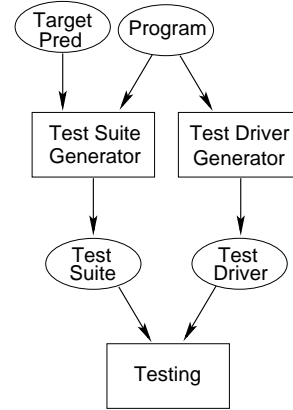 Target
Pred
Program
Test Suite
Generator
Test Driver
Generator
Test
Suite
Test
Driver
Testing